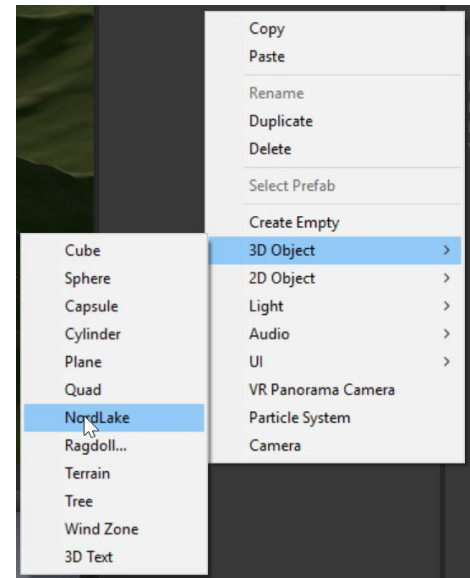 Copy
Paste
Rename
Duplicate
Delete
Select Prefab
Create Empty
3D Object
2D Object
Light
Audio
UI
VR Panorama Camera
Particle System
Camera
Cube
Sphere
Capsule
Cylinder
Plane
Quad
NordLake
Ragdoll...
Terrain
Tree
Wind Zone
3D Text